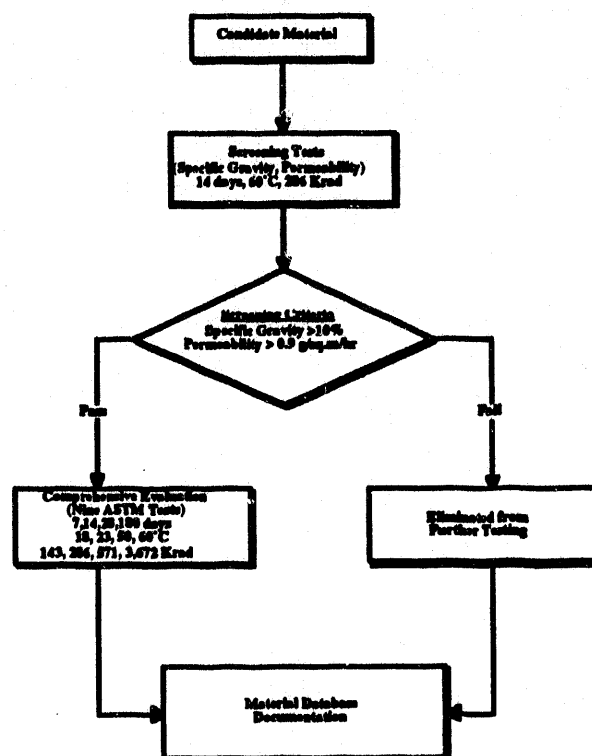 Candidate Material
Screening Tests
(Specific Gravity, Permeability)
14 days, 60°C, 286 Krad
Screening Criteria
Specific Gravity >10%
Permeability > 0.9 g/sq.m/hr
Pass
Fail
Comprehensive Evaluation
(Nine ASTM Tests)
7,14,28,180 days
18, 23, 50, 60°C
143, 286, 571, 3,672 Krad
Eliminated from
Further Testing
Material Database
Documentation